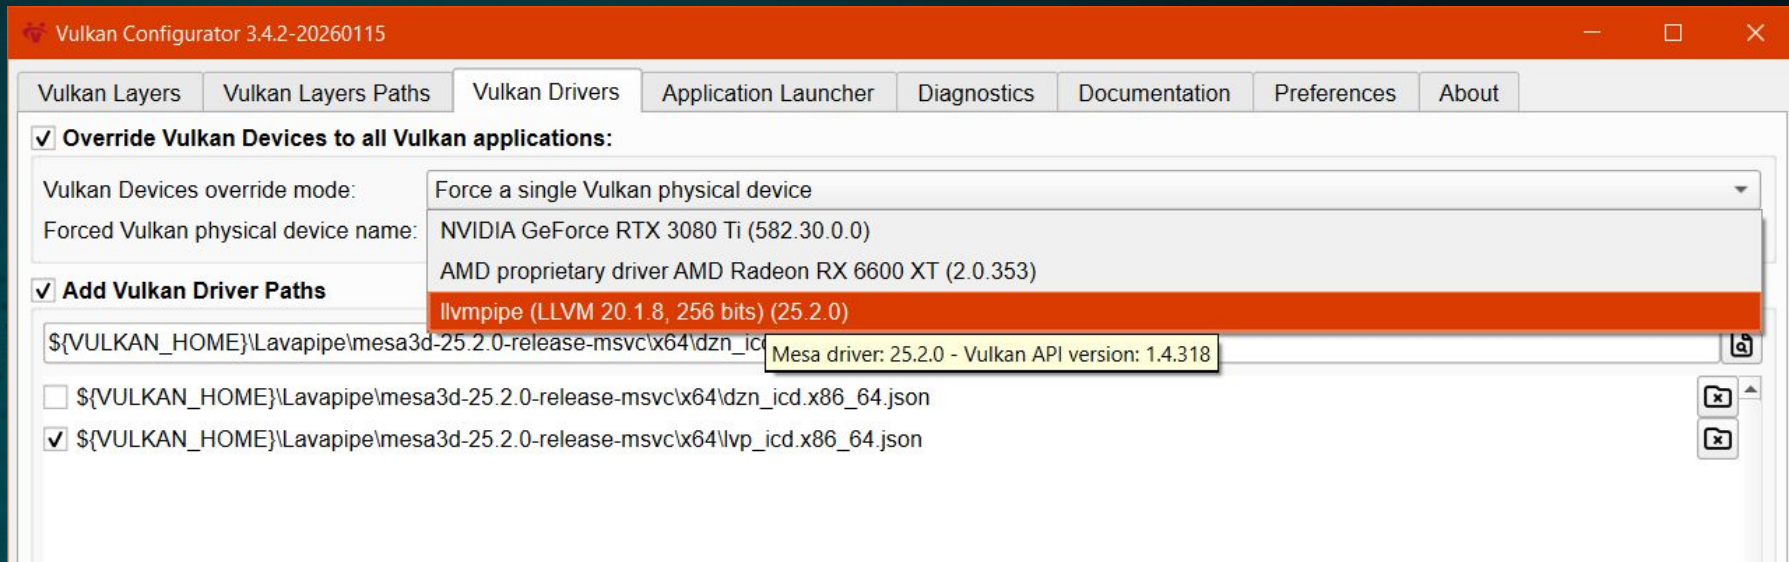 Vulkan Configurator 3.4.2-20260115
Vulkan Layers Vulkan Layers Paths Vulkan Drivers Application Launcher Diagnostics Documentation Preferences About
Override Vulkan Devices to all Vulkan applications:
Vulkan Devices override mode: Force a single Vulkan physical device
Forced Vulkan physical device name: NVIDIA GeForce RTX 3080 Ti (582.30.0.0)
AMD proprietary driver AMD Radeon RX 6600 XT (2.0.353)
Add Vulkan Driver Paths
llvmpipe (LLVM 20.1.8, 256 bits) (25.2.0)
${VULKAN_HOME}\Lavapipe\mesa3d-25.2.0-release-msvc\x64\dzn_ic
Mesa driver: 25.2.0 - Vulkan API version: 1.4.318
${VULKAN_HOME}\Lavapipe\mesa3d-25.2.0-release-msvc\x64\dzn_icd.x86_64.json
${VULKAN_HOME}\Lavapipe\mesa3d-25.2.0-release-msvc\x64\lvp_icd.x86_64.json